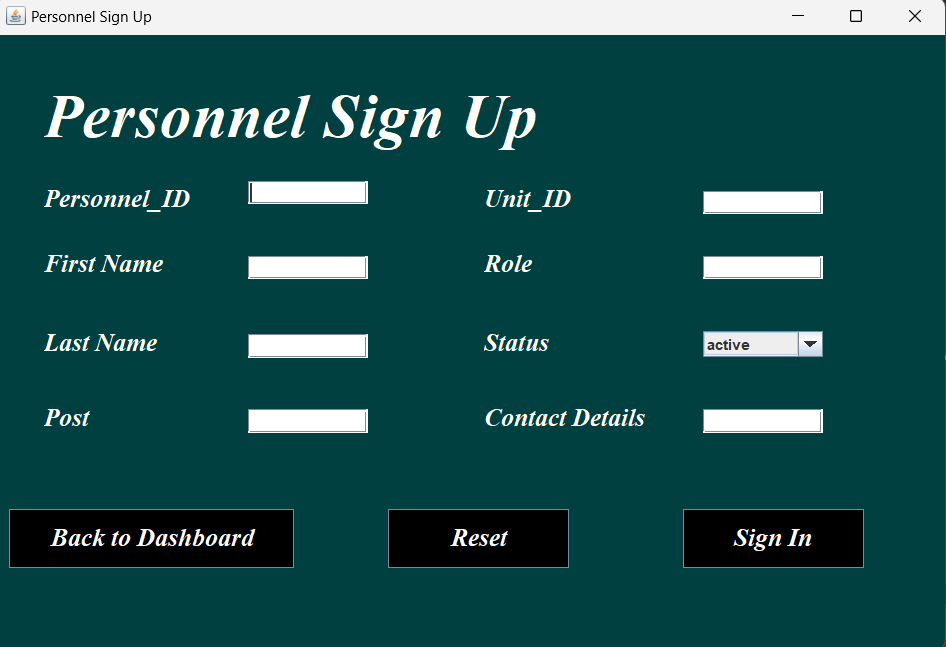 Personnel Sign Up
Personnel Sign Up
Personnel_ID
Unit_ID
First Name
Role
Last Name
Status
active
Post
Contact Details
Back to Dashboard
Reset
Sign In